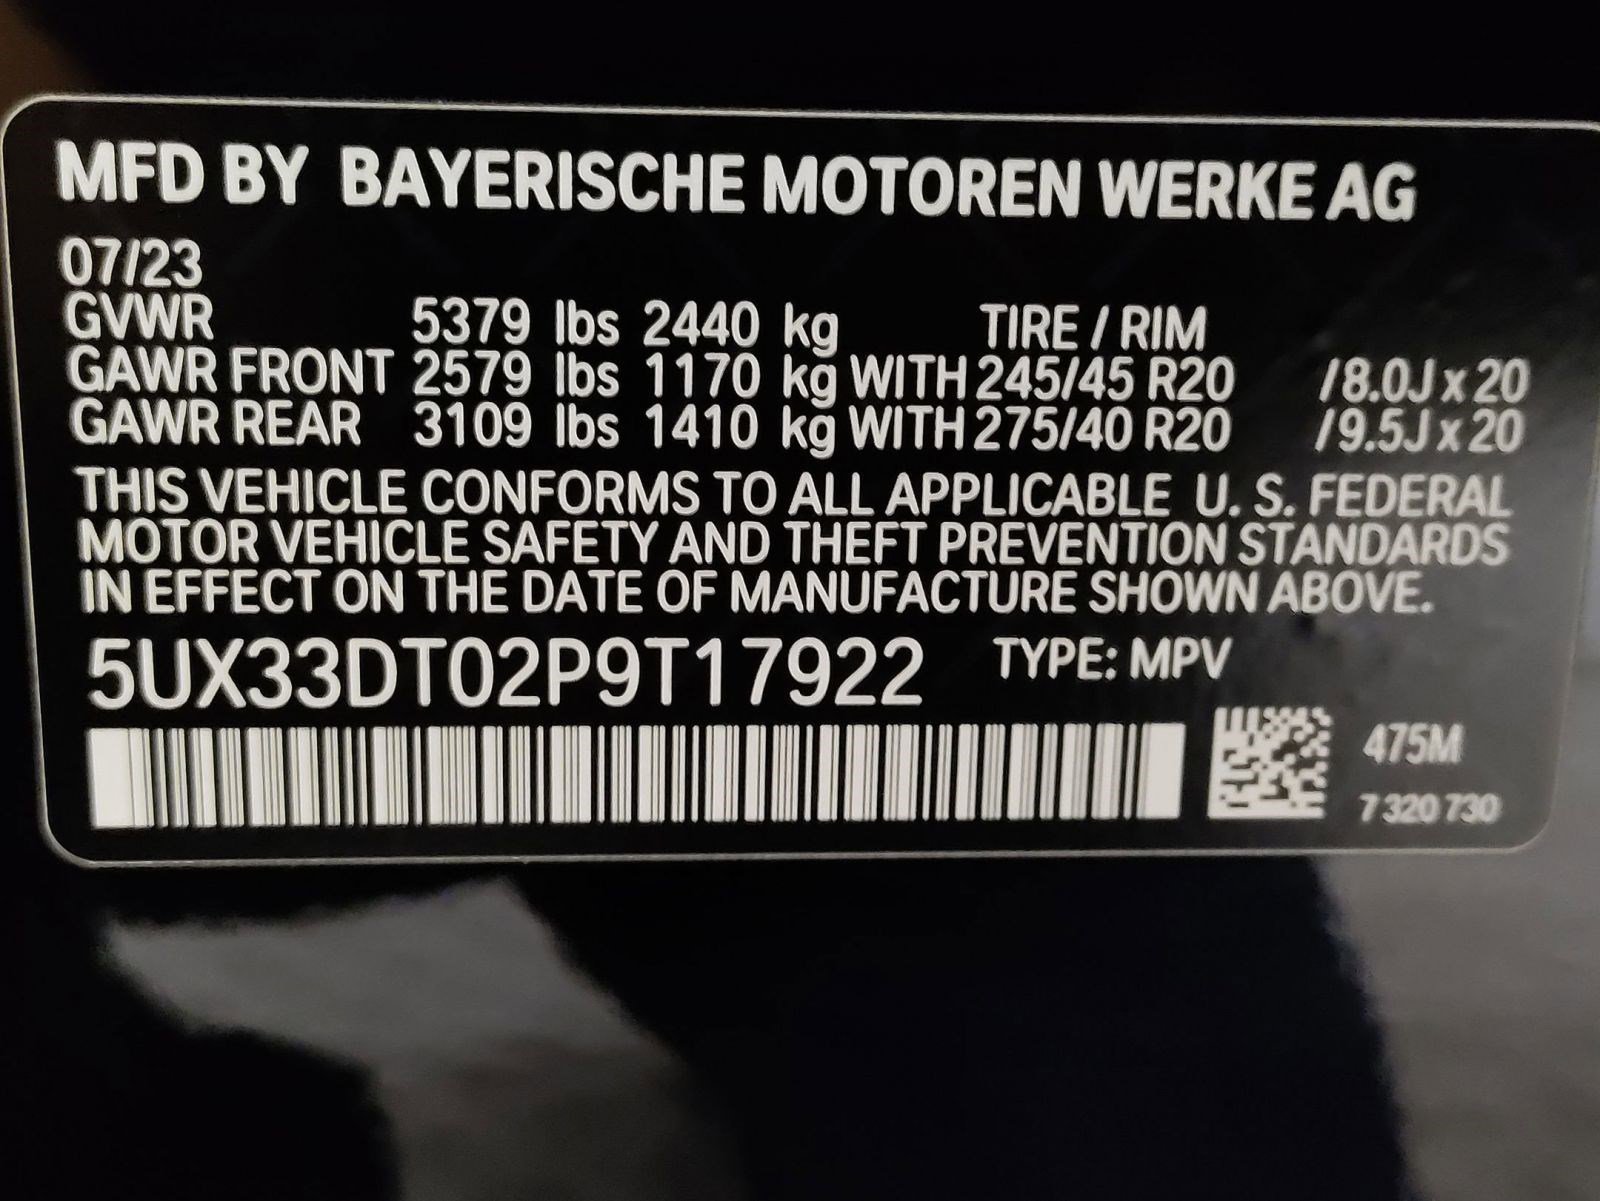 MFD BY BAYERISCHE MOTOREN WERKE AG
07/23
GVWR 5379 lbs 2440 kg TIRE / RIM
GAWR FRONT 2579 lbs 1170 kg WITH 245/45 R20 /8.0J x 20
GAWR REAR 3109 lbs 1410 kg WITH 275/40 R20 /9.5J x 20
THIS VEHICLE CONFORMS TO ALL APPLICABLE U. S. FEDERAL
MOTOR VEHICLE SAFETY AND THEFT PREVENTION STANDARDS
IN EFFECT ON THE DATE OF MANUFACTURE SHOWN ABOVE.
5UX33DT02P9T17922 TYPE: MPV
475M
7 320 730